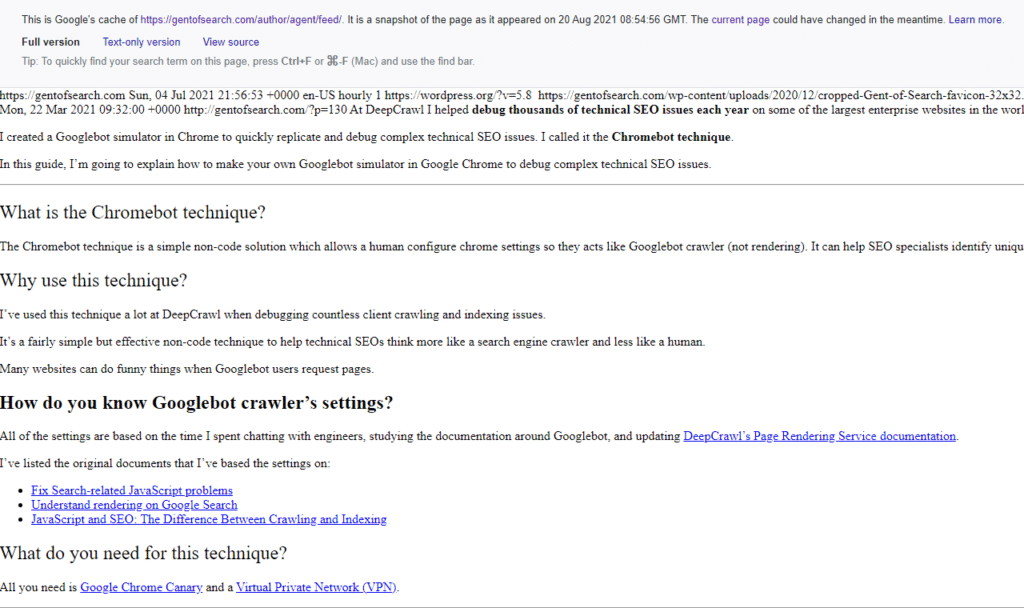 This is Google's cache of https://gentofsearch.com/author/agent/feed/. It is a snapshot of the page as it appeared on 20 Aug 2021 08:54:56 GMT. The current page could have changed in the meantime. Learn more.
Full version Text-only version View source
Tip: To quickly find your search term on this page, press Ctrl+F or ⌘-F (Mac) and use the find bar.
https://gentofsearch.com Sun, 04 Jul 2021 21:56:53 +0000 en-US hourly 1 https://wordpress.org/?v=5.8 https://gentofsearch.com/wp-content/uploads/2020/12/cropped-Gent-of-Search-favicon-32x32.
Mon, 22 Mar 2021 09:32:00 +0000 http://gentofsearch.com/?p=130 At DeepCrawl I helped debug thousands of technical SEO issues each year on some of the largest enterprise websites in the
I created a Googlebot simulator in Chrome to quickly replicate and debug complex technical SEO issues. I called it the Chromebot technique.
In this guide, I'm going to explain how to make your own Googlebot simulator in Google Chrome to debug complex technical SEO issues.
What is the Chromebot technique?
The Chromebot technique is a simple non-code solution which allows a human configure chrome settings so they acts like Googlebot crawler (not rendering). It can help SEO specialists identify
Why use this technique?
I've used this technique a lot at DeepCrawl when debugging countless client crawling and indexing issues.
It's a fairly simple but effective non-code technique to help technical SEOs think more like a search engine crawler and less like a human.
Many websites can do funny things when Googlebot users request pages.
How do you know Googlebot crawler's settings?
All of the settings are based on the time I spent chatting with engineers, studying the documentation around Googlebot, and updating DeepCrawl's Page Rendering Service documentation.
I've listed the original documents that I've based the settings on:
• Fix Search-related JavaScript problems
• Understand rendering on Google Search
• JavaScript and SEO: The Difference Between Crawling and Indexing
What do you need for this technique?
All you need is Google Chrome Canary and a Virtual Private Network (VPN).